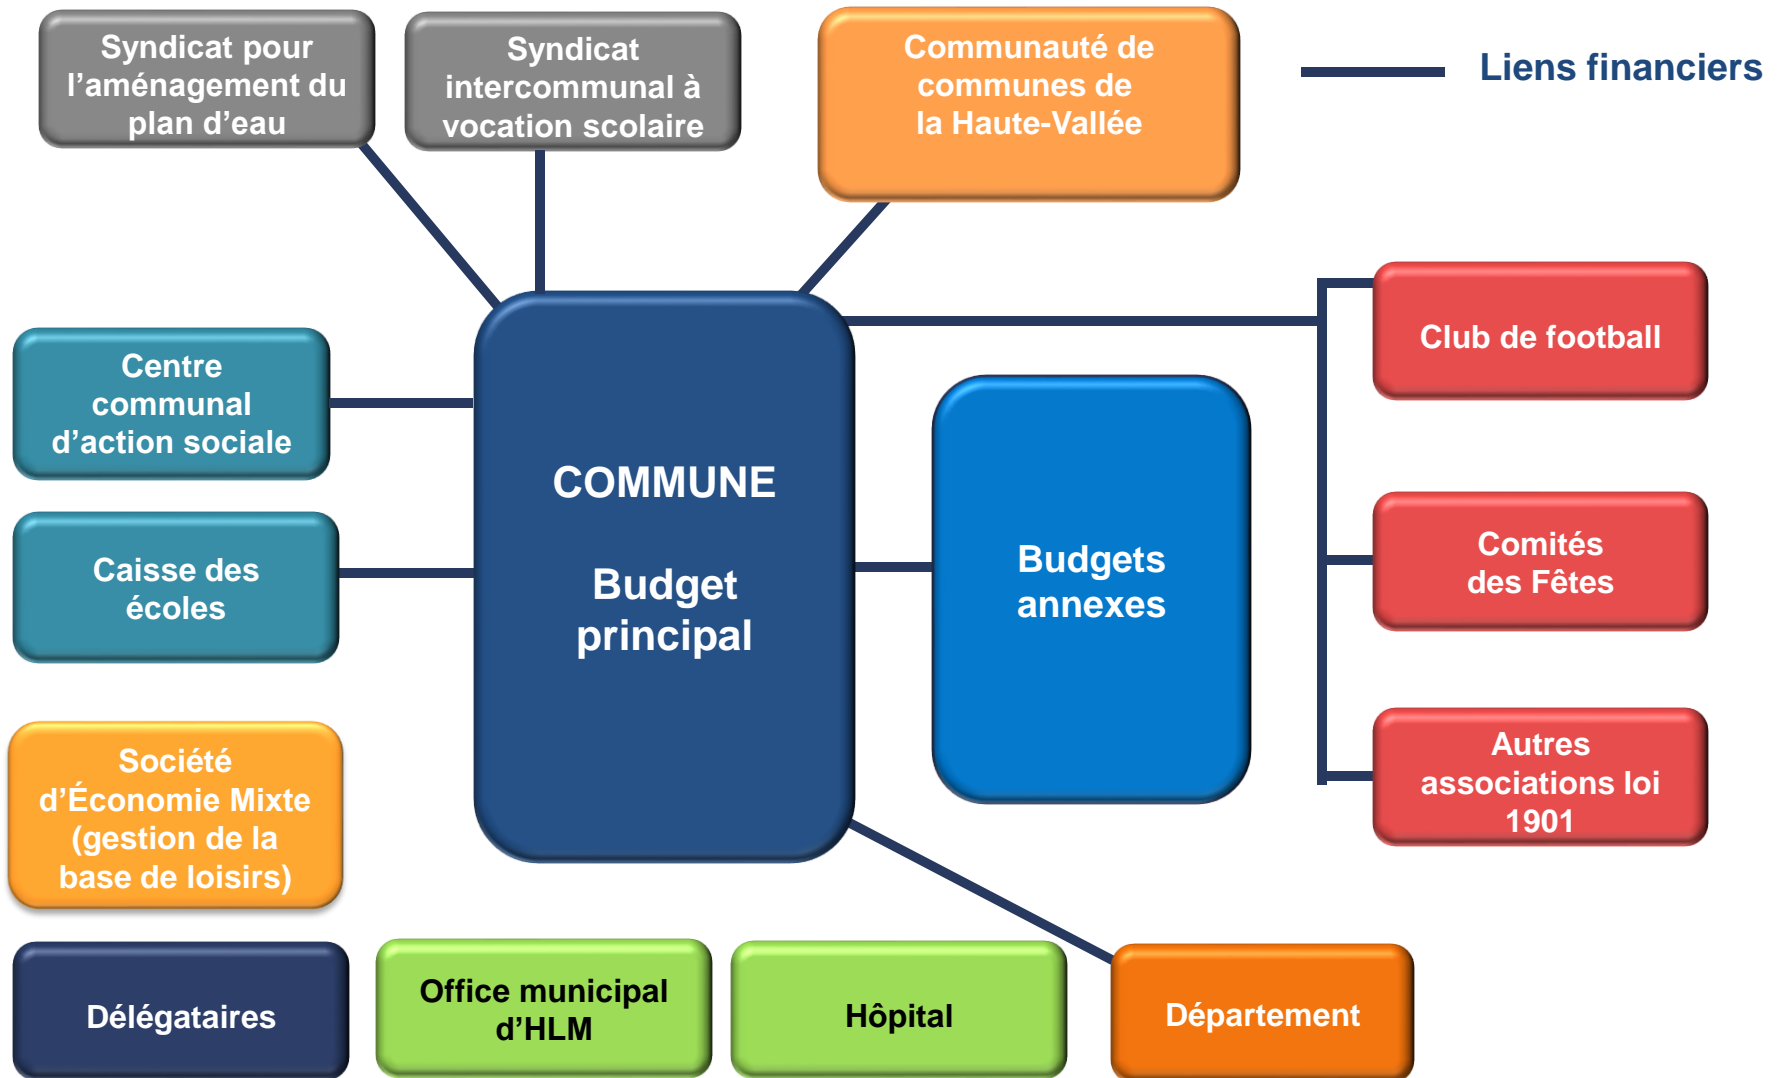 Syndicat pour
l’aménagement du
plan d’eau
Syndicat
intercommunal à
vocation scolaire
Communauté de
communes de
la Haute-Vallée
Liens financiers
Centre
communal
d’action sociale
Caisse des
écoles
COMMUNE
Budget
principal
Budgets
annexes
Club de football
Comités
des Fêtes
Autres
associations loi
1901
Société
d’Économie Mixte
(gestion de la
base de loisirs)
Délégataires
Office municipal
d’HLM
Hôpital
Département